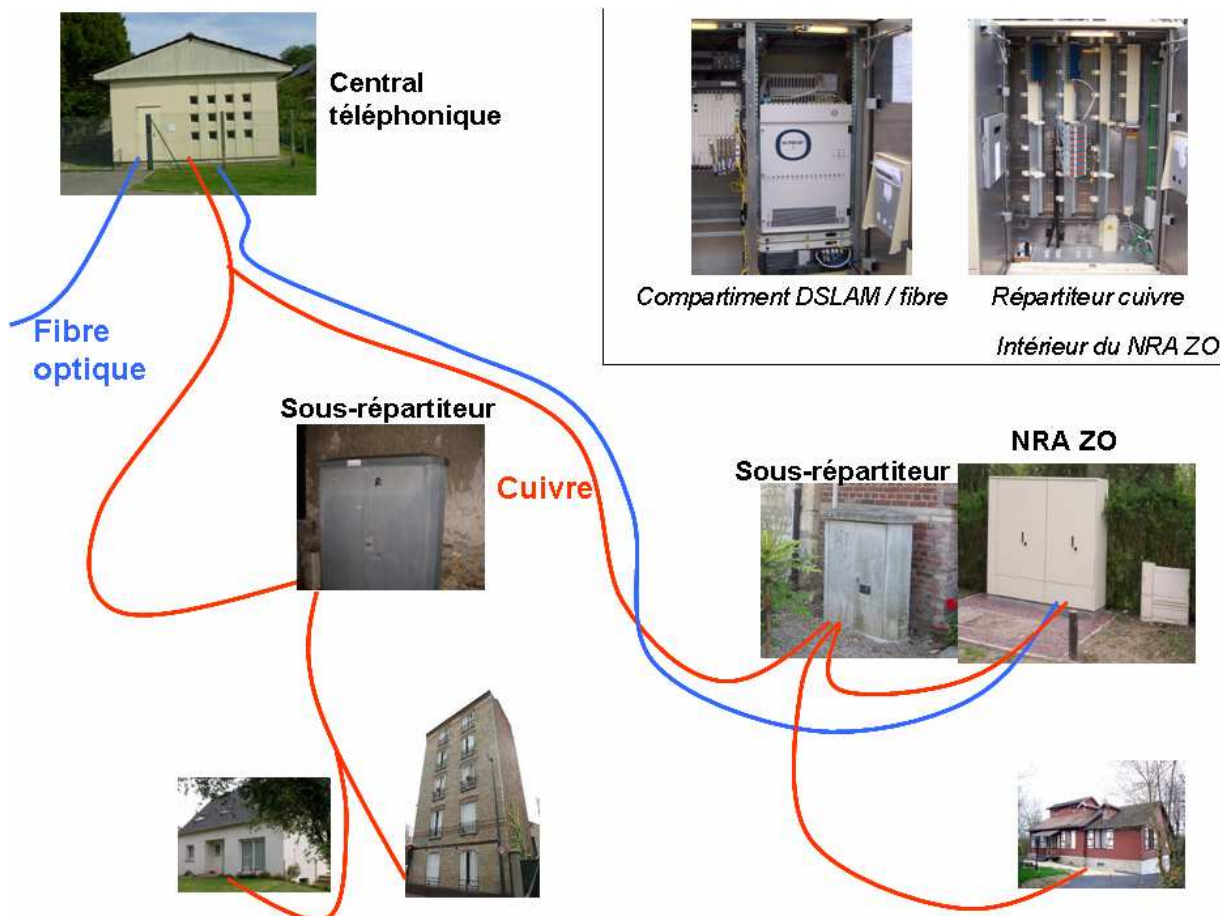 Central
téléphonique
Compartiment DSLAM / fibre
Répartiteur cuivre
Intérieur du NRA ZO
Fibre
optique
Sous-répartiteur
Cuivre
Sous-répartiteur
NRA ZO